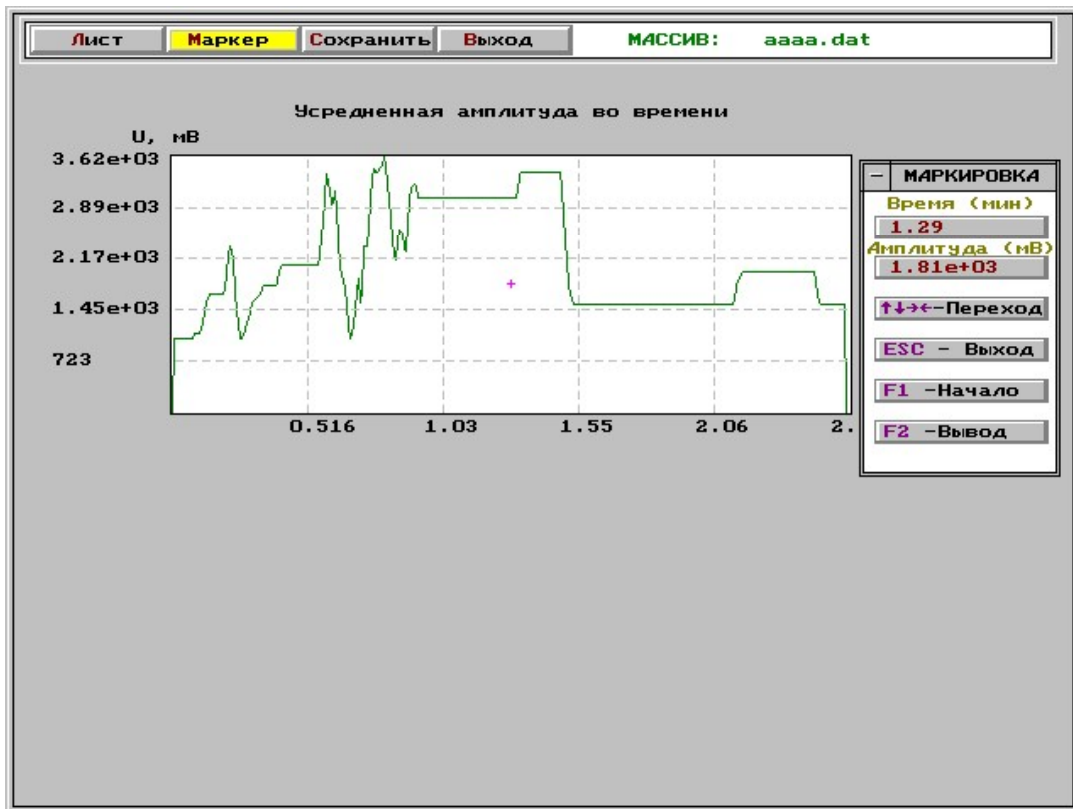 Лист Маркер Сохранить Выход МАССИВ: aaaa.dat
Усредненная амплитуда во времени
U, мВ
3.62e+03
2.89e+03
2.17e+03
1.45e+03
723
0.516 1.03 1.55 2.06 2.
- МАРКИРОВКА
Время (мин)
1.29
Амплитуда (мВ)
1.81e+03
↑↓→←-Переход
ESC - Выход
F1 -Начало
F2 -Вывод